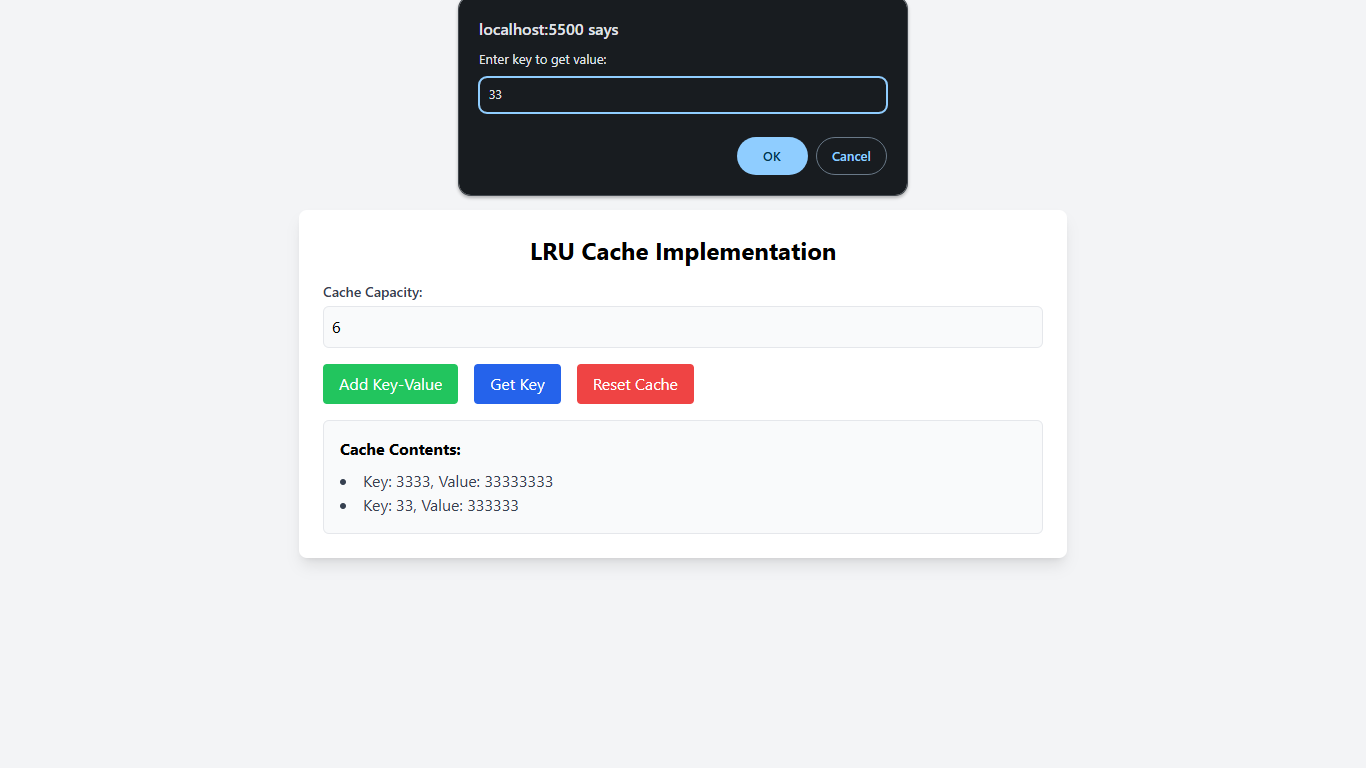 localhost:5500 says
Enter key to get value:
33
OK Cancel
LRU Cache Implementation
Cache Capacity:
6
Add Key-Value Get Key Reset Cache
Cache Contents:
• Key: 3333, Value: 33333333
• Key: 33, Value: 333333